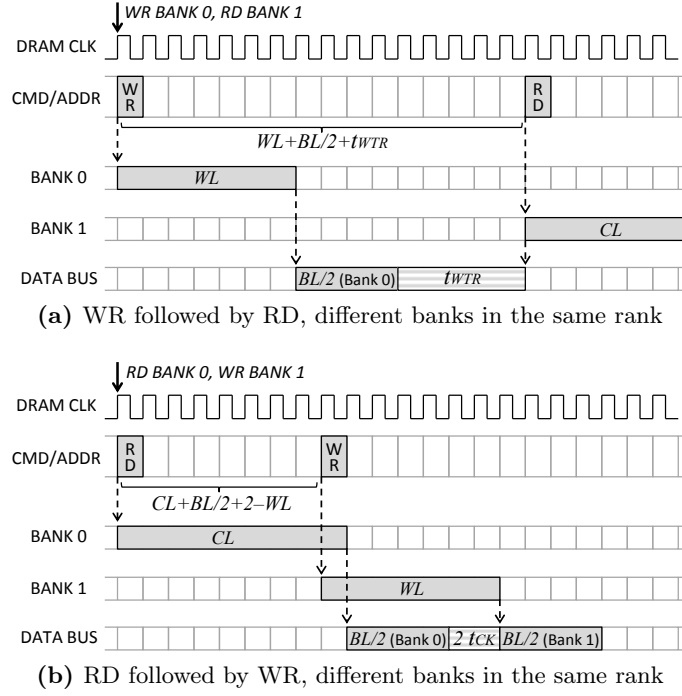 WR BANK 0, RD BANK 1
DRAM CLK
CMD/ADDR WR RD
WL+BL/2+tWTR
BANK 0 WL
BANK 1 CL
DATA BUS BL/2 (Bank 0) tWTR
(a) WR followed by RD, different banks in the same rank
RD BANK 0, WR BANK 1
DRAM CLK
CMD/ADDR RD WR
CL+BL/2+2–WL
BANK 0 CL
BANK 1 WL
DATA BUS BL/2 (Bank 0) 2 tCK BL/2 (Bank 1)
(b) RD followed by WR, different banks in the same rank